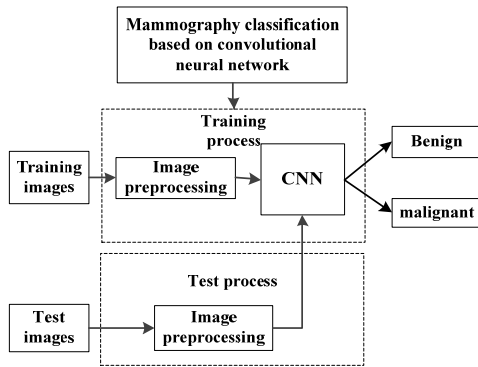 Mammography classification
based on convolutional
neural network
Training
process
Training
images
Image
preprocessing
CNN
Benign
malignant
Test process
Test
images
Image
preprocessing